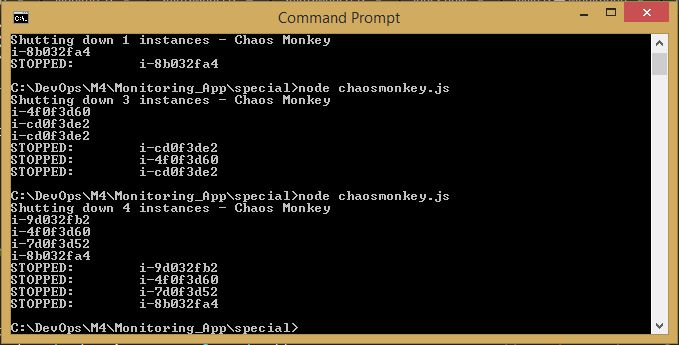 Command Prompt
Shutting down 1 instances - Chaos Monkey
i-8b032fa4
STOPPED: i-8b032fa4
C:\DevOps\M4\Monitoring_App\special>node chaosmonkey.js
Shutting down 3 instances - Chaos Monkey
i-4f0f3d60
i-cd0f3de2
i-cd0f3de2
STOPPED: i-cd0f3de2
STOPPED: i-4f0f3d60
STOPPED: i-cd0f3de2
C:\DevOps\M4\Monitoring_App\special>node chaosmonkey.js
Shutting down 4 instances - Chaos Monkey
i-9d032fb2
i-4f0f3d60
i-7d0f3d52
i-8b032fa4
STOPPED: i-9d032fb2
STOPPED: i-4f0f3d60
STOPPED: i-7d0f3d52
STOPPED: i-8b032fa4
C:\DevOps\M4\Monitoring_App\special>